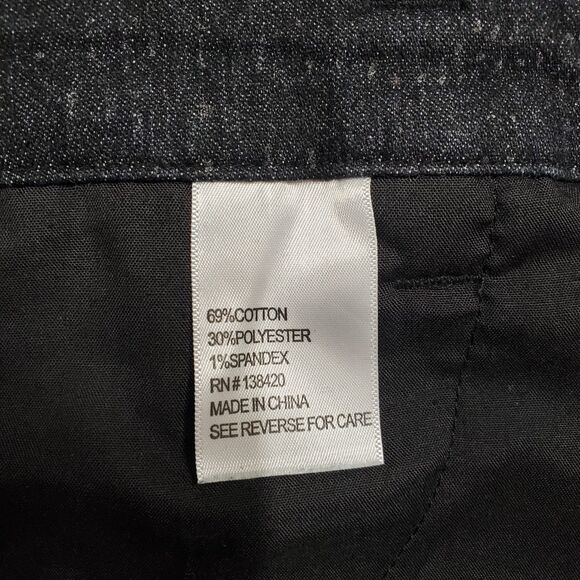 69%COTTON
30%POLYESTER
1%SPANDEX
RN # 138420
MADE IN CHINA
SEE REVERSE FOR CARE